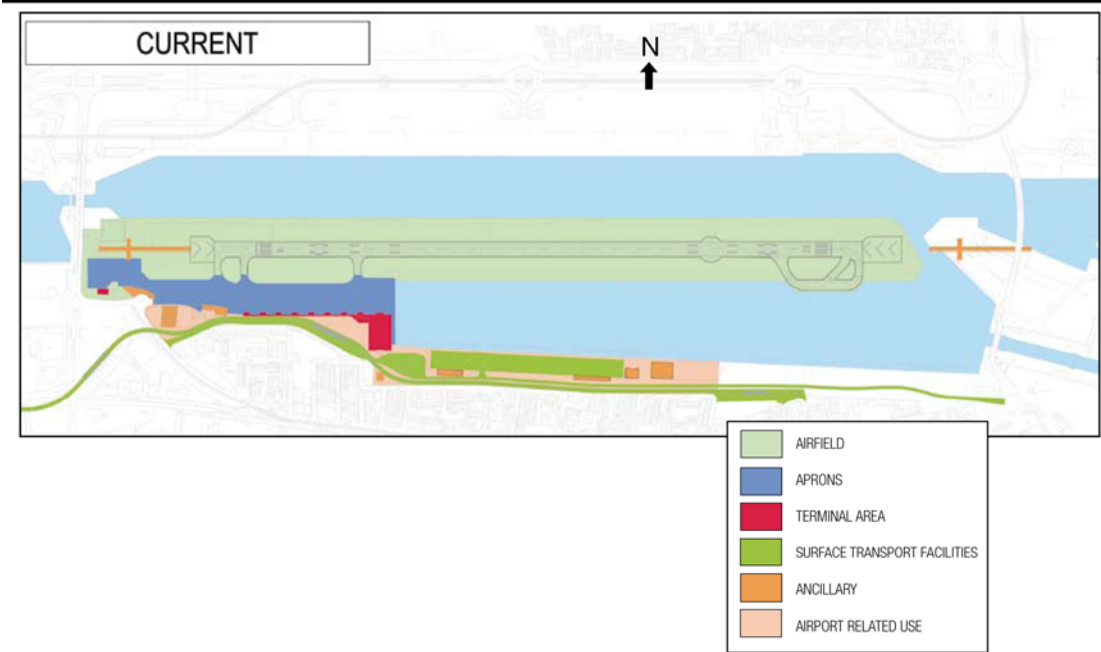 CURRENT
N
AIRFIELD
APRONS
TERMINAL AREA
SURFACE TRANSPORT FACILITIES
ANCILLARY
AIRPORT RELATED USE